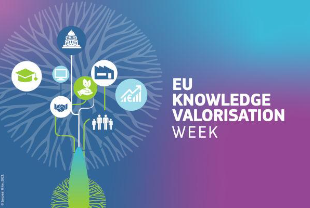 EU
KNOWLEDGE
VALORISATION
WEEK